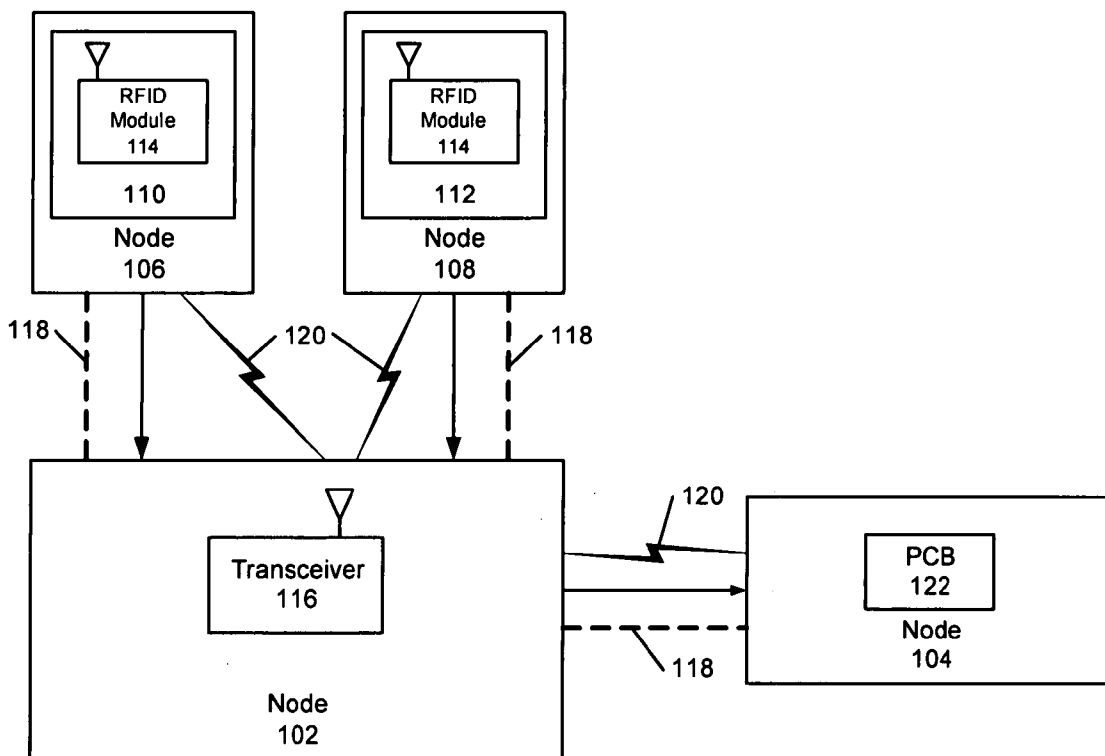 RFID
Module
114
110
Node
106
RFID
Module
114
112
Node
108
118
120
118
Transceiver
116
Node
102
120
118
PCB
122
Node
104